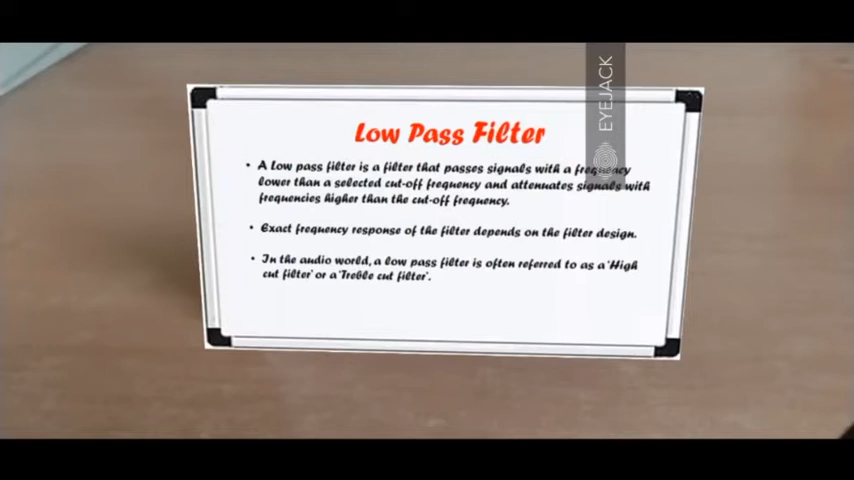 EYEJACK
Low Pass Filter
• A Low pass filter is a filter that passes signals with a frequency
lower than a selected cut-off frequency and attenuates signals with
frequencies higher than the cut-off frequency.
• Exact frequency response of the filter depends on the filter design.
• In the audio world, a low pass filter is often referred to as a 'High
cut filter' or a 'Treble cut filter'.